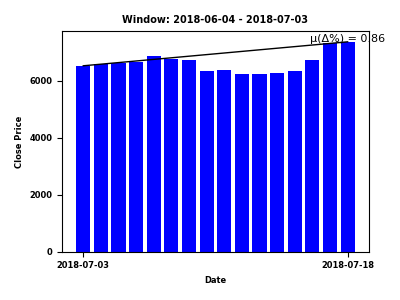 Window: 2018-06-04 - 2018-07-03
μ(Δ%) = 0.86
Close Price
6000
4000
2000
0
2018-07-03
2018-07-18
Date